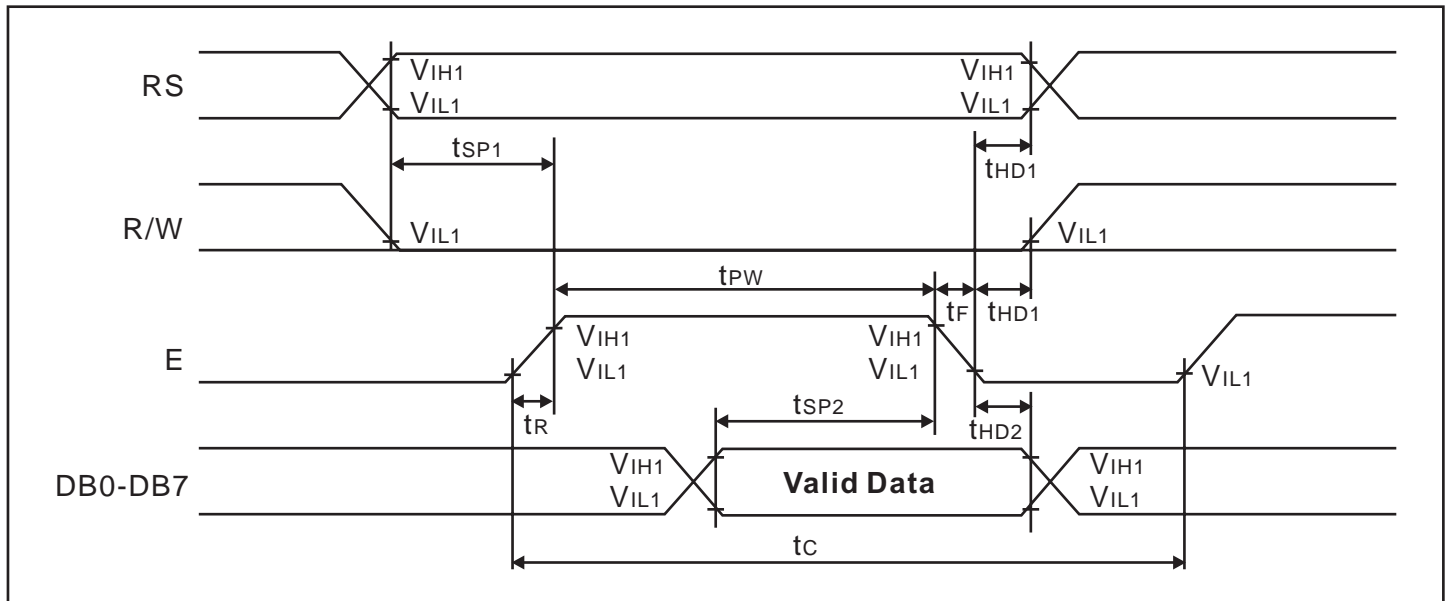 RS
VIH1 VIH1
VIL1 VIL1
tSP1
tHD1
R/W
VIL1 VIL1
tPW
tF tHD1
E
VIH1 VIH1
VIL1 VIL1 VIL1
tR
tSP2
tHD2
DB0-DB7
VIH1 Valid Data VIH1
VIL1 VIL1
tC